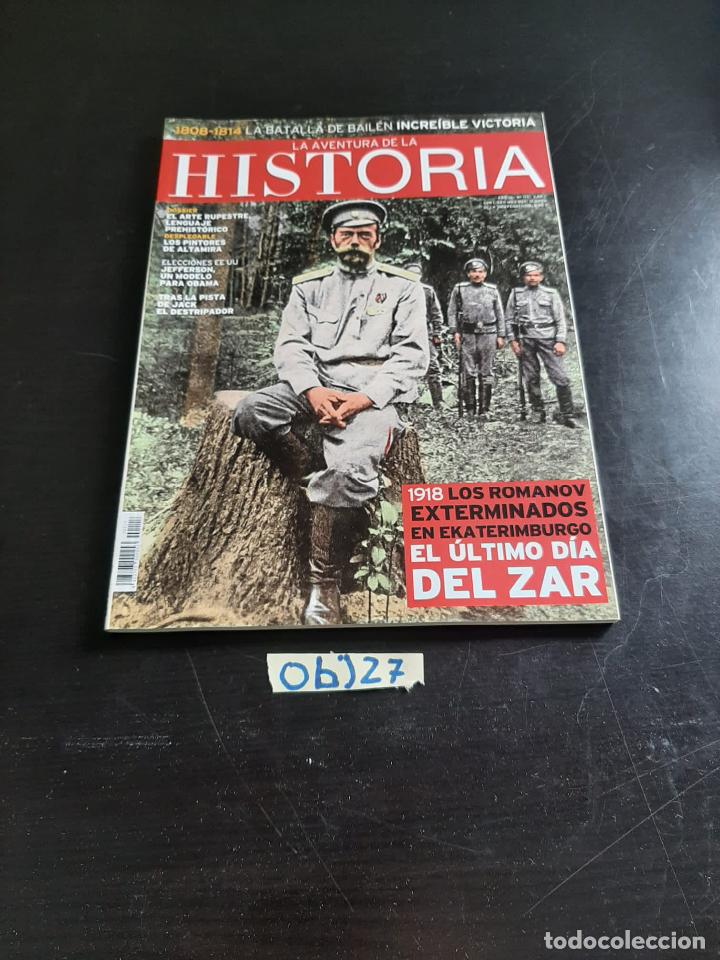 1808-1814 LA BATALLA DE BAILÉN INCREÍBLE VICTORIA
LA AVENTURA DE LA
HISTORIA
DOSSIER
EL ARTE RUPESTRE,
LENGUAJE
PREHISTÓRICO
DESPLEGABLE
LOS PINTORES
DE ALTAMIRA
ELECCIONES EE UU
JEFFERSON,
UN MODELO
PARA OBAMA
TRAS LA PISTA
DE JACK
EL DESTRIPADOR
1918 LOS ROMANOV
EXTERMINADOS
EN EKATERIMBURGO
EL ÚLTIMO DÍA
DEL ZAR
Obj27
todocoleccion